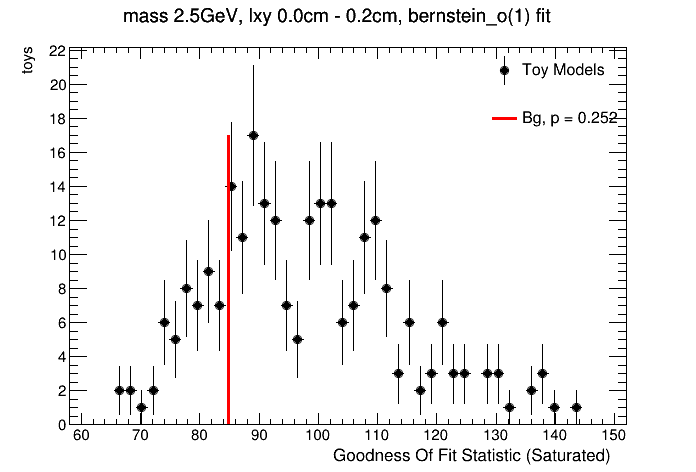 mass 2.5GeV, lxy 0.0cm - 0.2cm, bernstein_o(1) fit
toys
22
20
18
16
14
12
10
8
6
4
2
0
Toy Models
Bg, p = 0.252
60 70 80 90 100 110 120 130 140 150
Goodness Of Fit Statistic (Saturated)